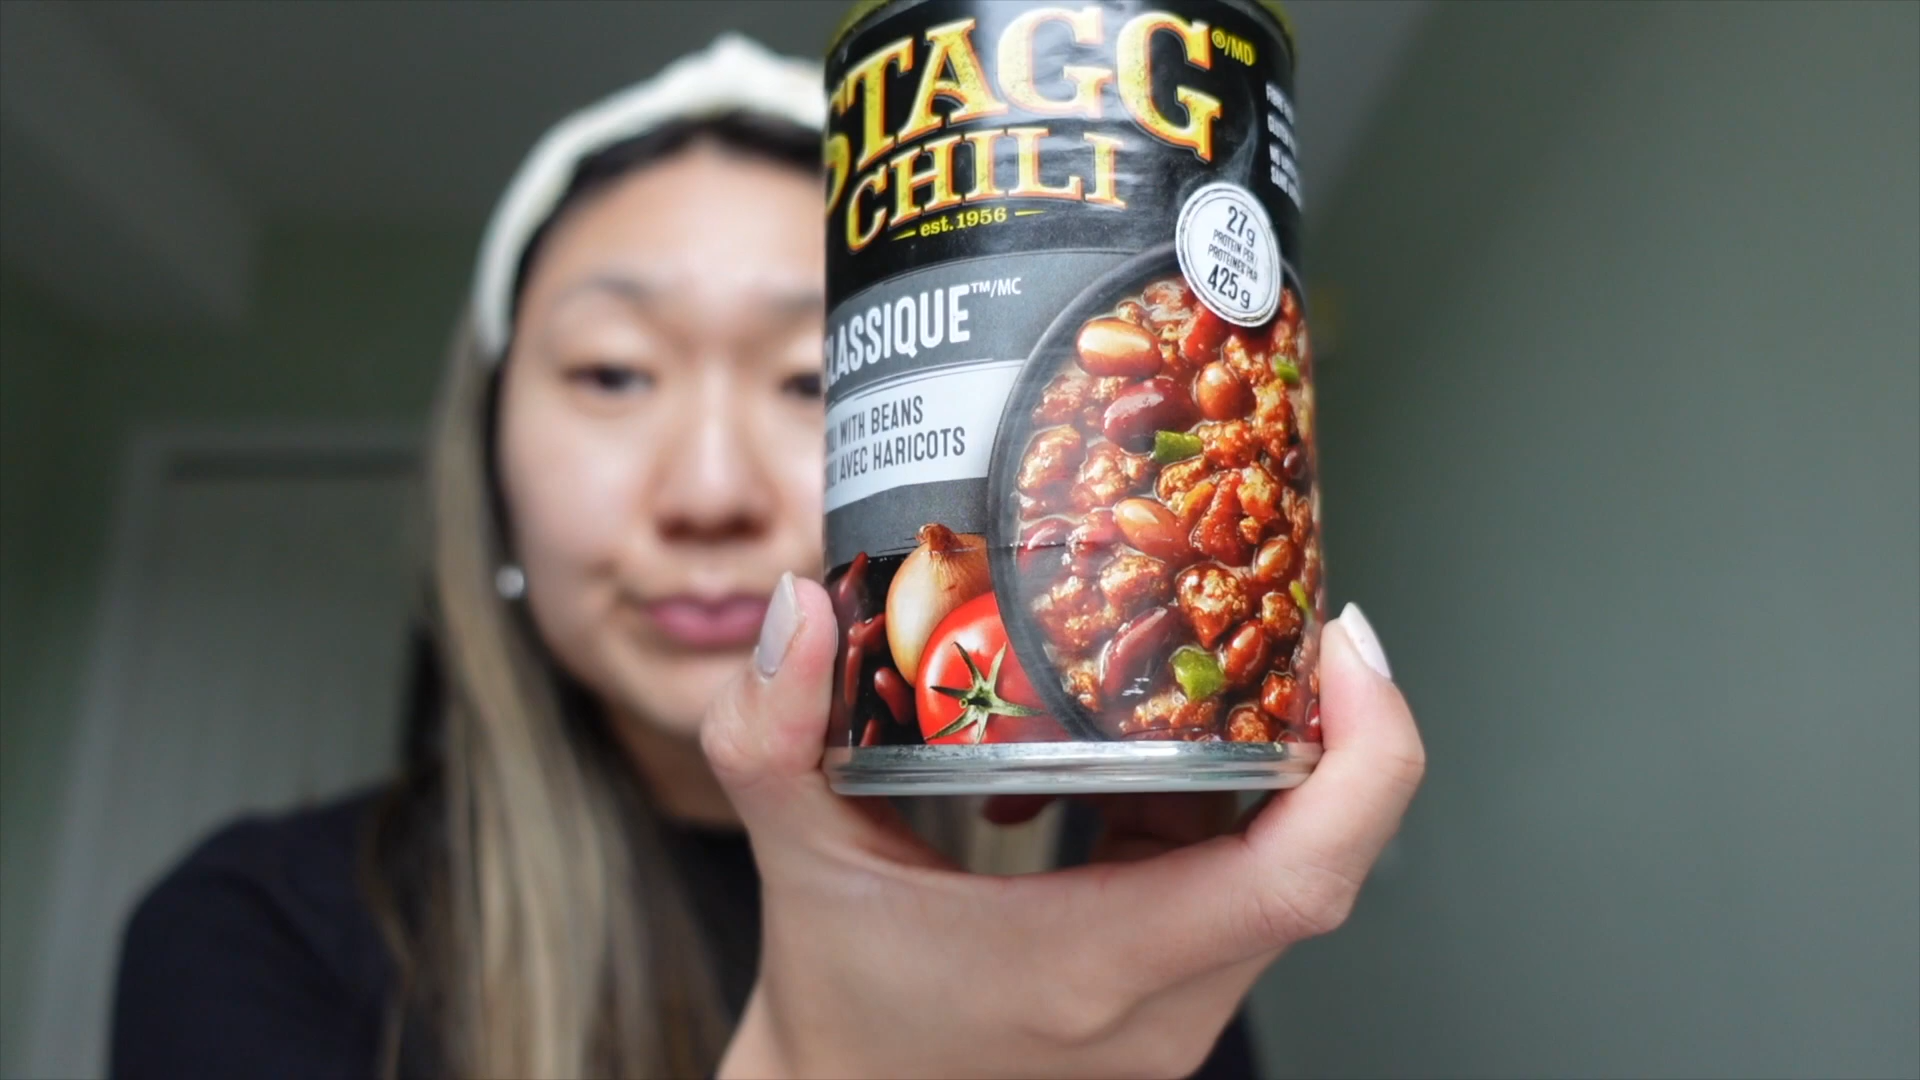 STAGG®/MD
CHILI
est.1956
CLASSIQUE™/MC
WITH BEANS
AVEC HARICOTS
27g
PROTEIN PER/
PROTÉINES PAR
425g